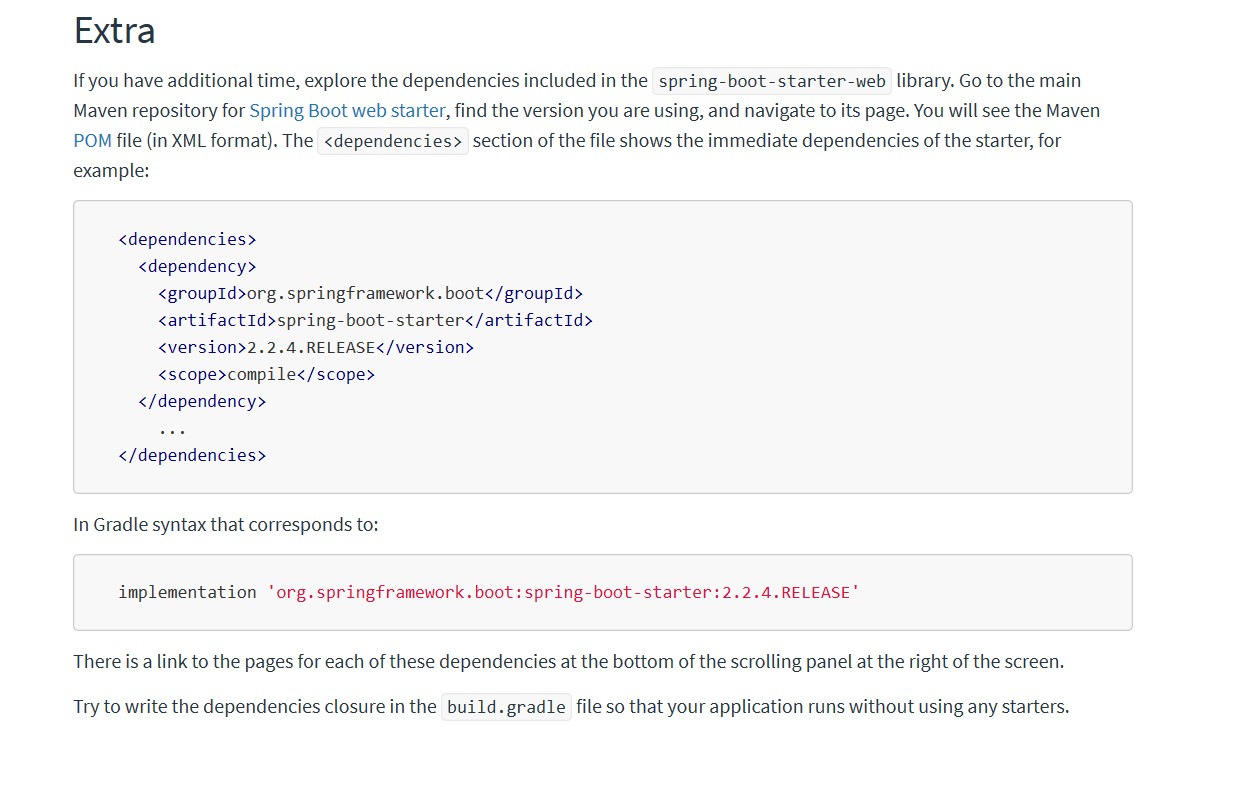 Extra
If you have additional time, explore the dependencies included in the spring-boot-starter-web library. Go to the main
Maven repository for Spring Boot web starter, find the version you are using, and navigate to its page. You will see the Maven
POM file (in XML format). The <dependencies> section of the file shows the immediate dependencies of the starter, for
example:
<dependencies>
  <dependency>
    <groupId>org.springframework.boot</groupId>
    <artifactId>spring-boot-starter</artifactId>
    <version>2.2.4.RELEASE</version>
    <scope>compile</scope>
  </dependency>
    ...
</dependencies>
In Gradle syntax that corresponds to:
implementation 'org.springframework.boot:spring-boot-starter:2.2.4.RELEASE'
There is a link to the pages for each of these dependencies at the bottom of the scrolling panel at the right of the screen.
Try to write the dependencies closure in the build.gradle file so that your application runs without using any starters.